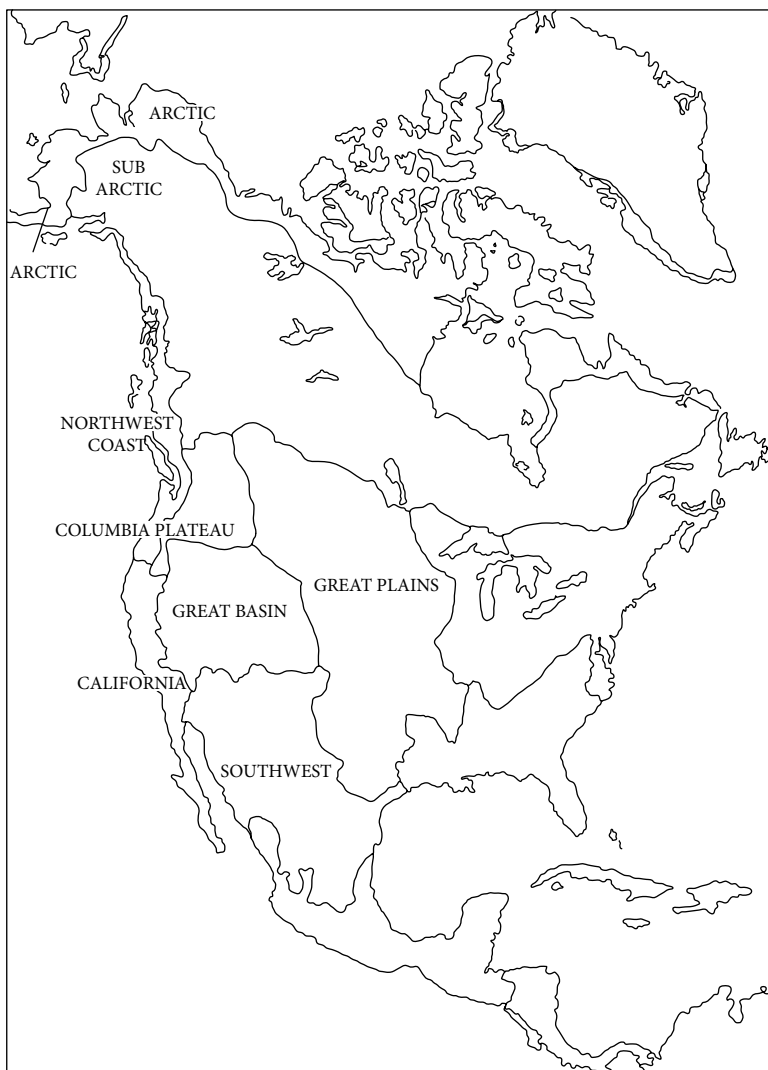 ARCTIC
SUB
ARCTIC
ARCTIC
NORTHWEST
COAST
COLUMBIA PLATEAU
GREAT PLAINS
GREAT BASIN
CALIFORNIA
SOUTHWEST